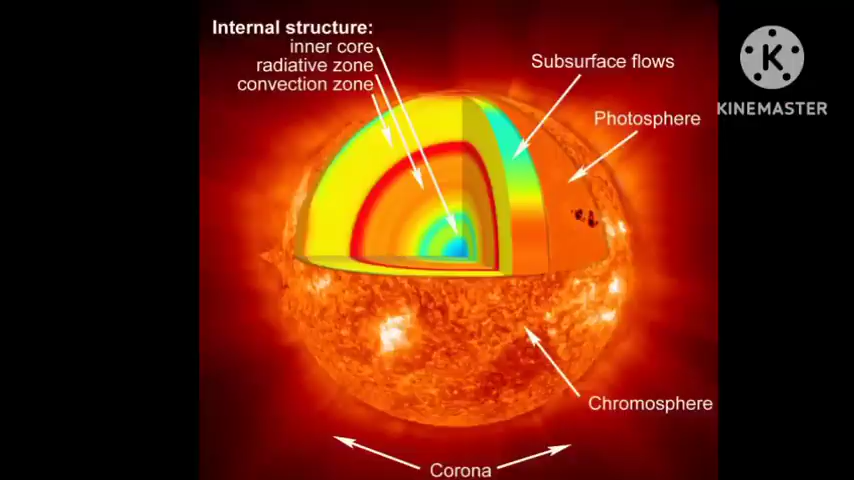 Internal structure:
inner core
radiative zone
convection zone
Subsurface flows
Photosphere
K
KINEMASTER
Chromosphere
Corona